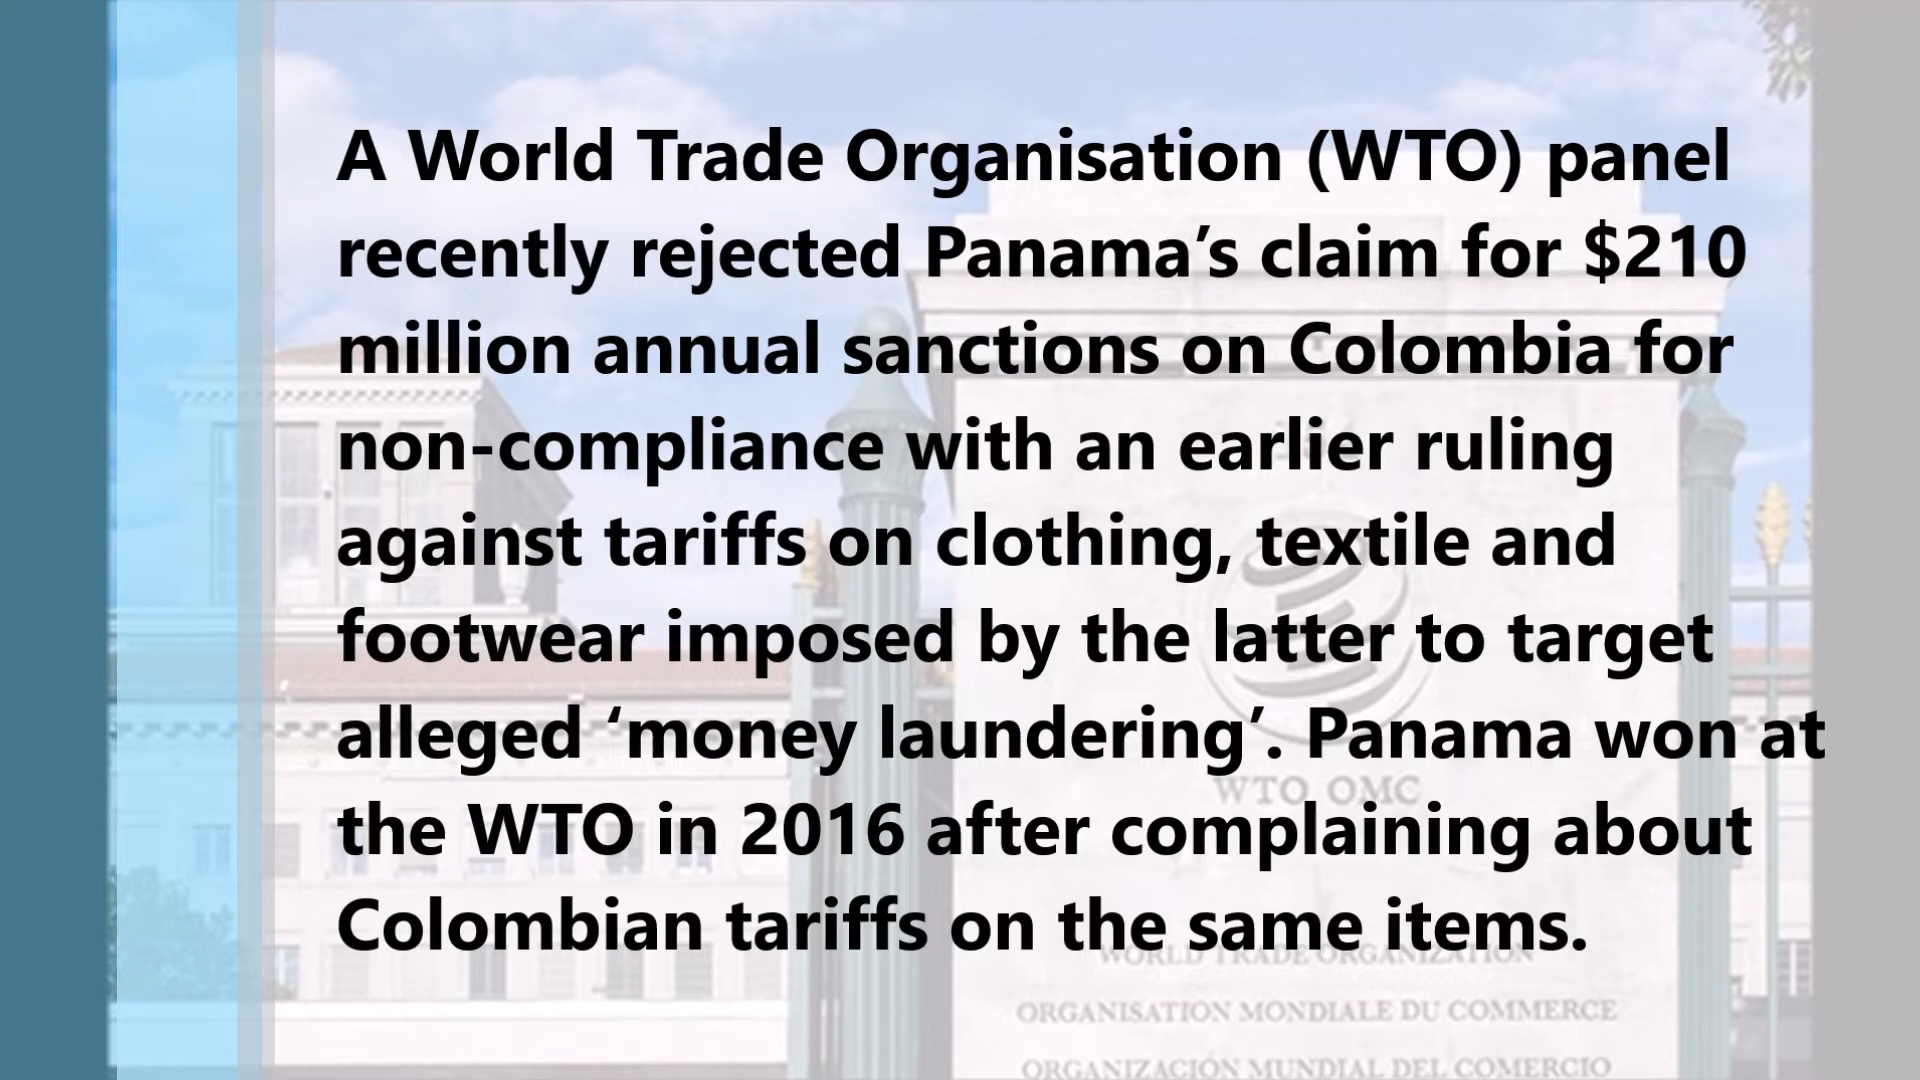 A World Trade Organisation (WTO) panel
recently rejected Panama’s claim for $210
million annual sanctions on Colombia for
non-compliance with an earlier ruling
against tariffs on clothing, textile and
footwear imposed by the latter to target
alleged ‘money laundering’. Panama won at
the WTO in 2016 after complaining about
Colombian tariffs on the same items.
WTO OMC
WORLD TRADE ORGANIZATION
ORGANISATION MONDIALE DU COMMERCE
ORGANIZACIÓN MUNDIAL DEL COMERCIO